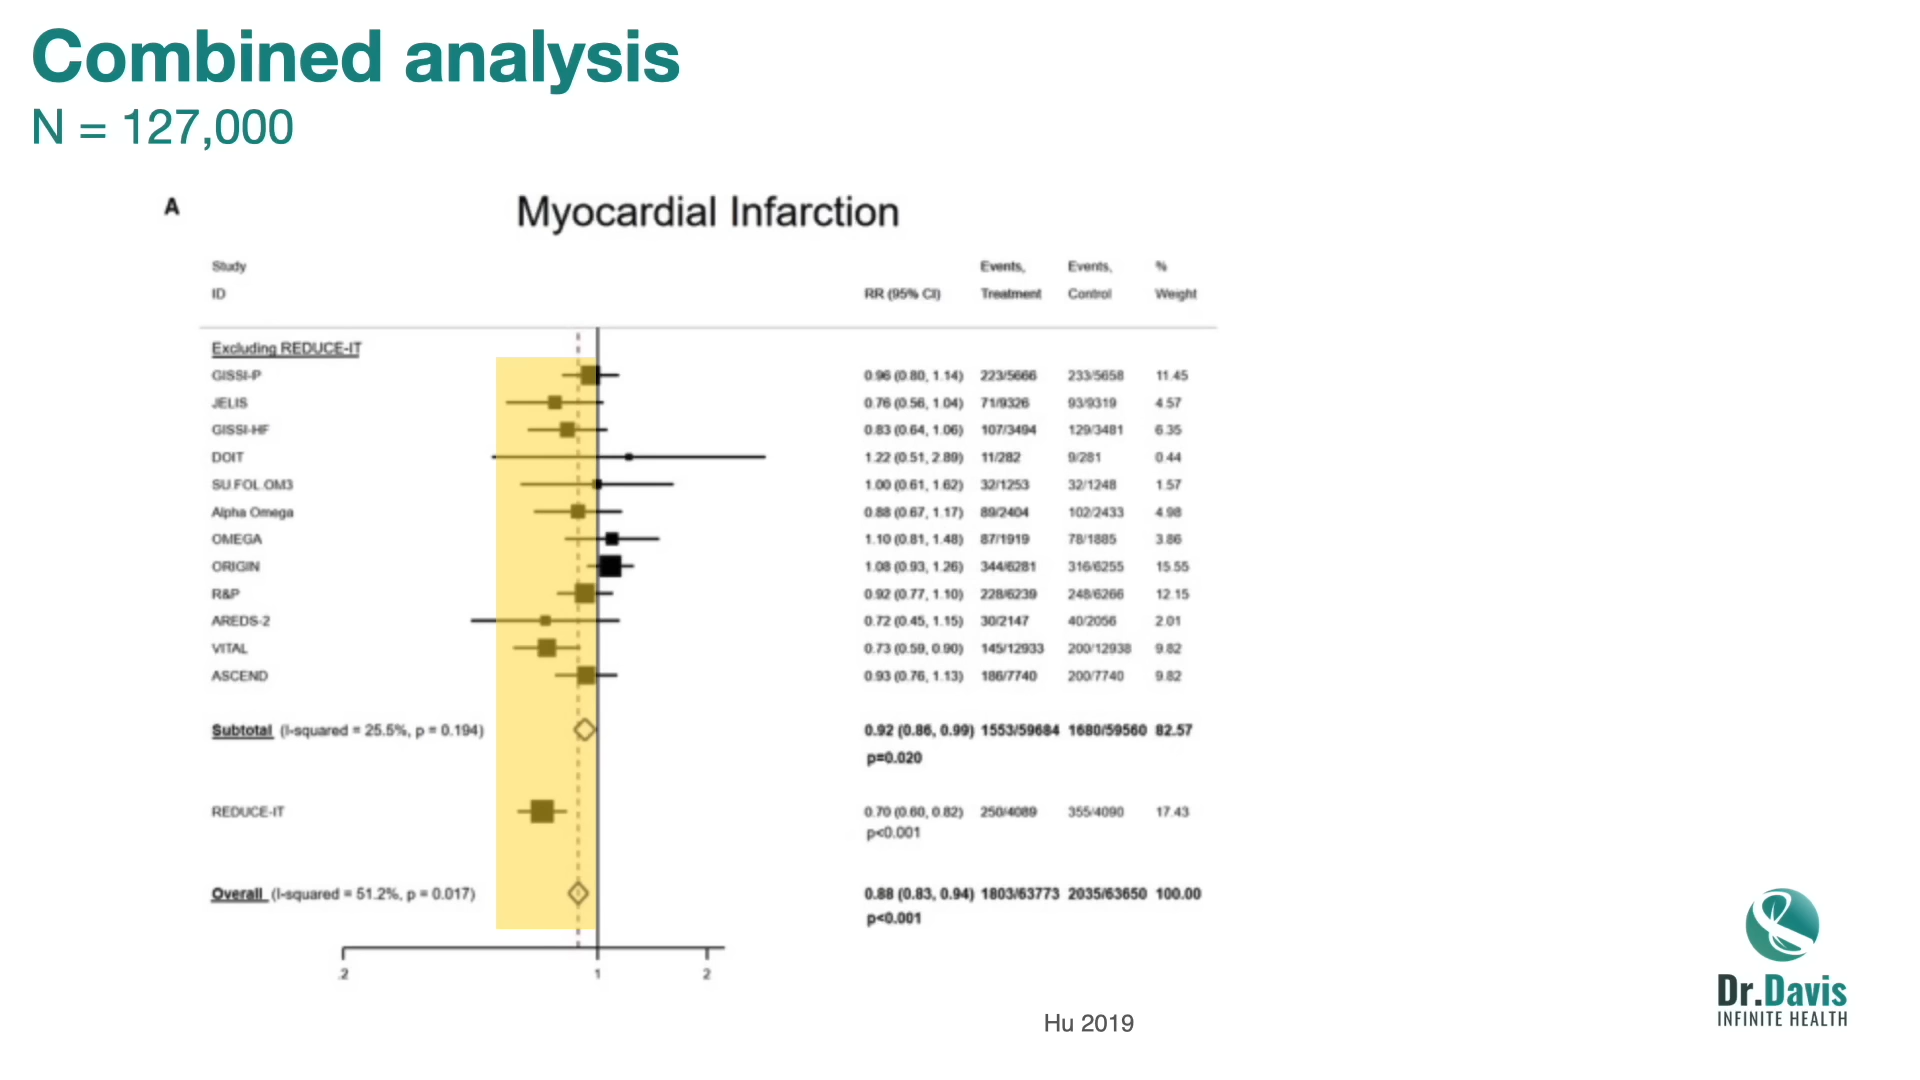 Combined analysis
N = 127,000
A
Myocardial Infarction
Study
ID
RR (95% CI)
Events,
Treatment
Events,
Control
%
Weight
Excluding REDUCE-IT
GISSI-P 0.96 (0.80, 1.14) 223/5666 233/5658 11.45
JELIS 0.76 (0.56, 1.04) 71/9326 93/9319 4.57
GISSI-HF 0.83 (0.64, 1.06) 107/3494 129/3481 6.35
DOIT 1.22 (0.51, 2.89) 11/282 9/281 0.44
SU.FOL.OM3 1.00 (0.61, 1.62) 32/1253 32/1248 1.57
Alpha Omega 0.88 (0.67, 1.17) 89/2404 102/2433 4.98
OMEGA 1.10 (0.81, 1.48) 87/1919 78/1885 3.86
ORIGIN 1.08 (0.93, 1.26) 344/6281 316/6255 15.55
R&P 0.92 (0.77, 1.10) 228/6239 248/6266 12.15
AREDS-2 0.72 (0.45, 1.15) 30/2147 40/2056 2.01
VITAL 0.73 (0.59, 0.90) 145/12933 200/12938 9.82
ASCEND 0.93 (0.76, 1.13) 186/7740 200/7740 9.82
Subtotal (I-squared = 25.5%, p = 0.194) 0.92 (0.86, 0.99) 1553/59684 1680/59560 82.57
p=0.020
REDUCE-IT 0.70 (0.60, 0.82) 250/4089 355/4090 17.43
p<0.001
Overall (I-squared = 51.2%, p = 0.017) 0.88 (0.83, 0.94) 1803/63773 2035/63650 100.00
p<0.001
.2 1 2
Hu 2019
Dr.Davis
INFINITE HEALTH